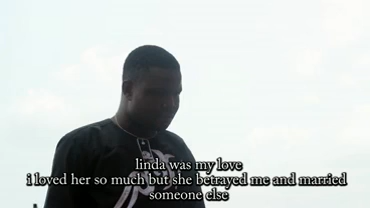 linda was my love
i loved her so much but she betrayed me and married
someone else